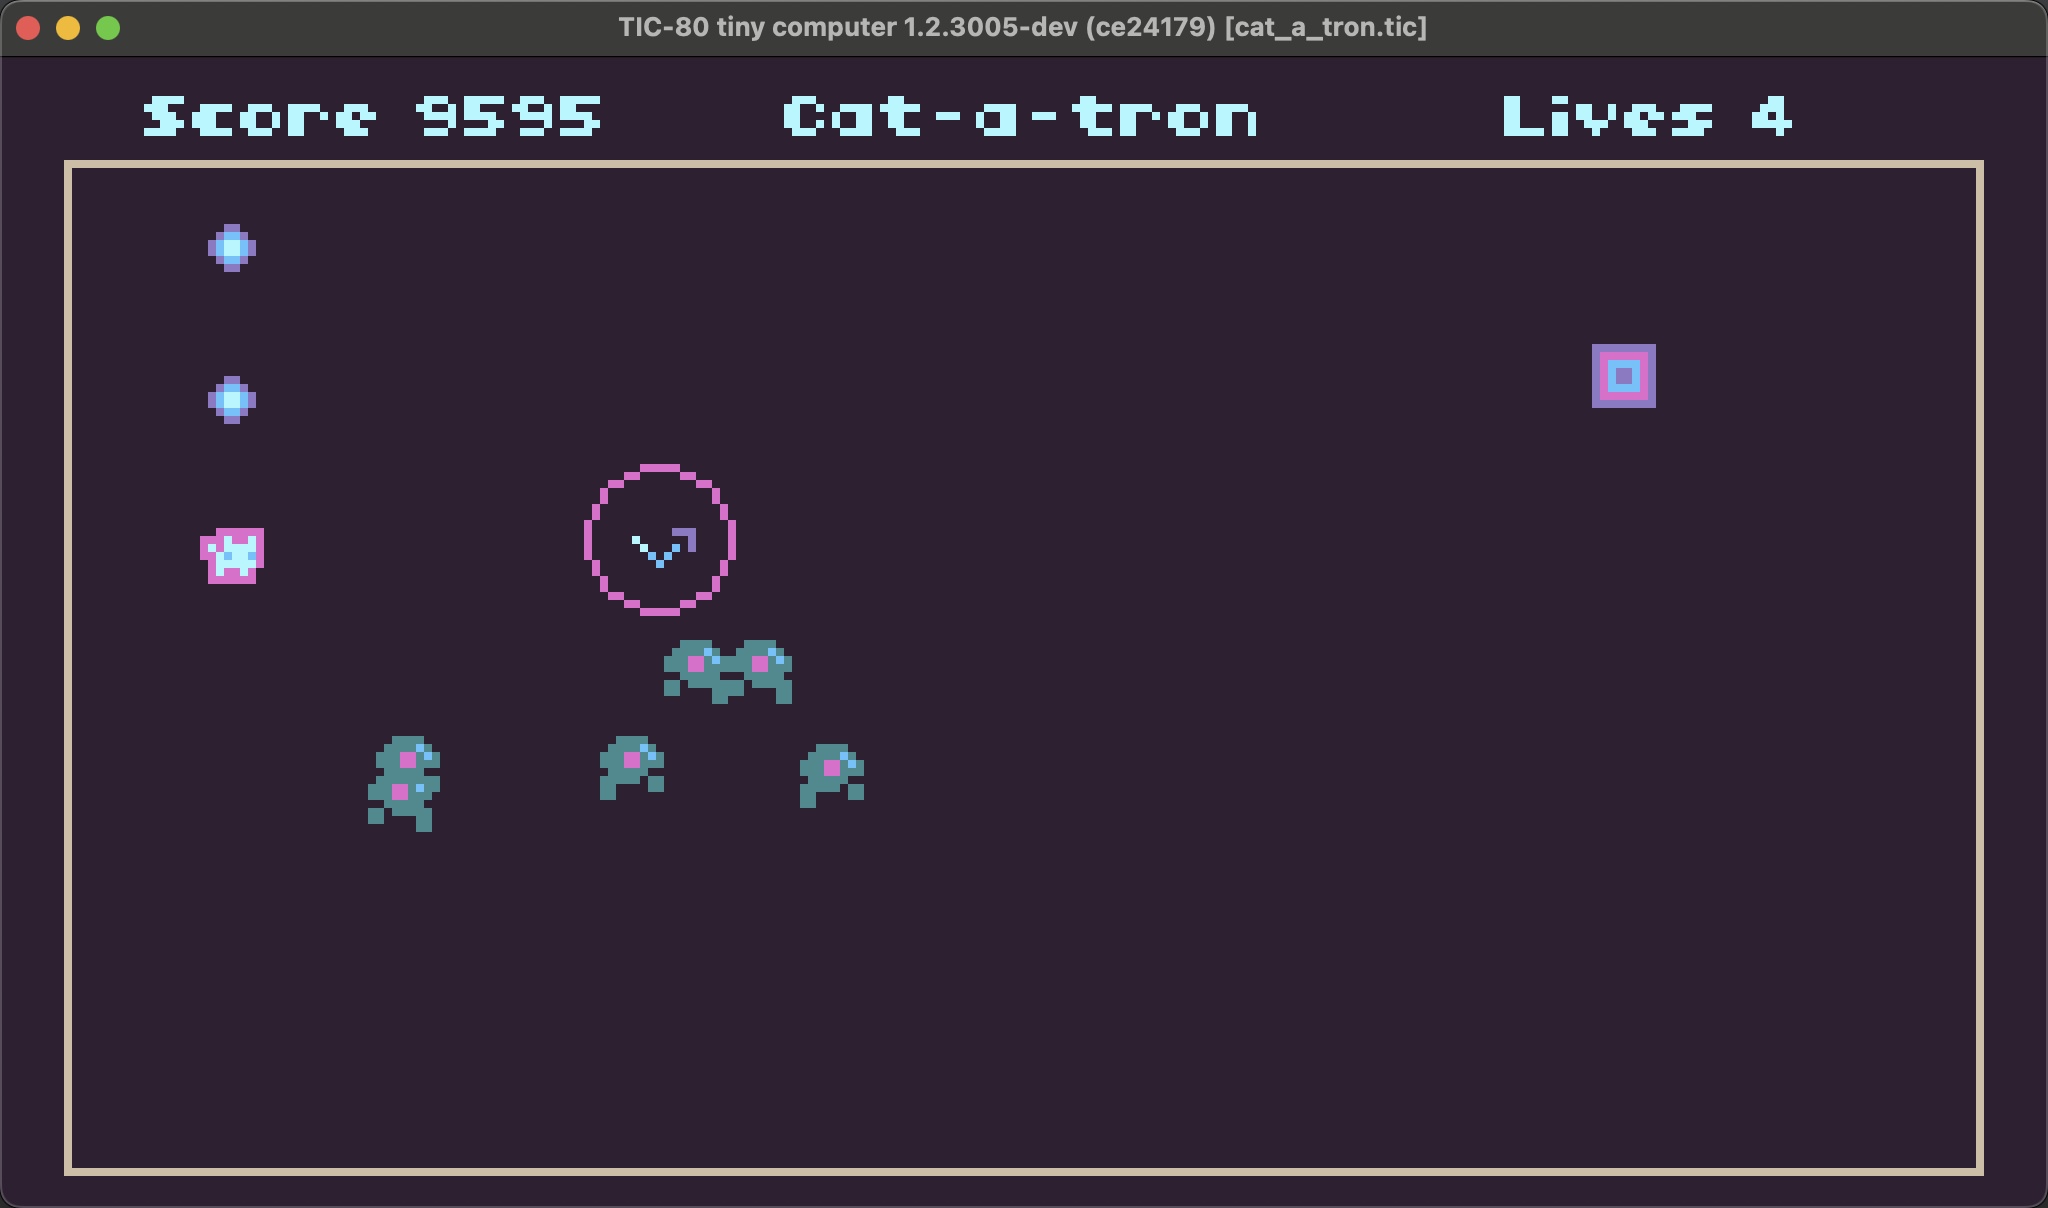 TIC-80 tiny computer 1.2.3005-dev (ce24179) [cat_a_tron.tic]
Score 9595 Cat-a-tron Lives 4